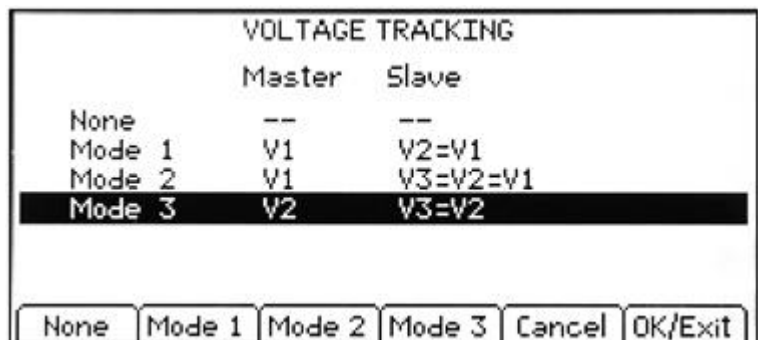 VOLTAGE TRACKING
Master Slave
None -- --
Mode 1 V1 V2=V1
Mode 2 V1 V3=V2=V1
Mode 3 V2 V3=V2
None Mode 1 Mode 2 Mode 3 Cancel OK/Exit